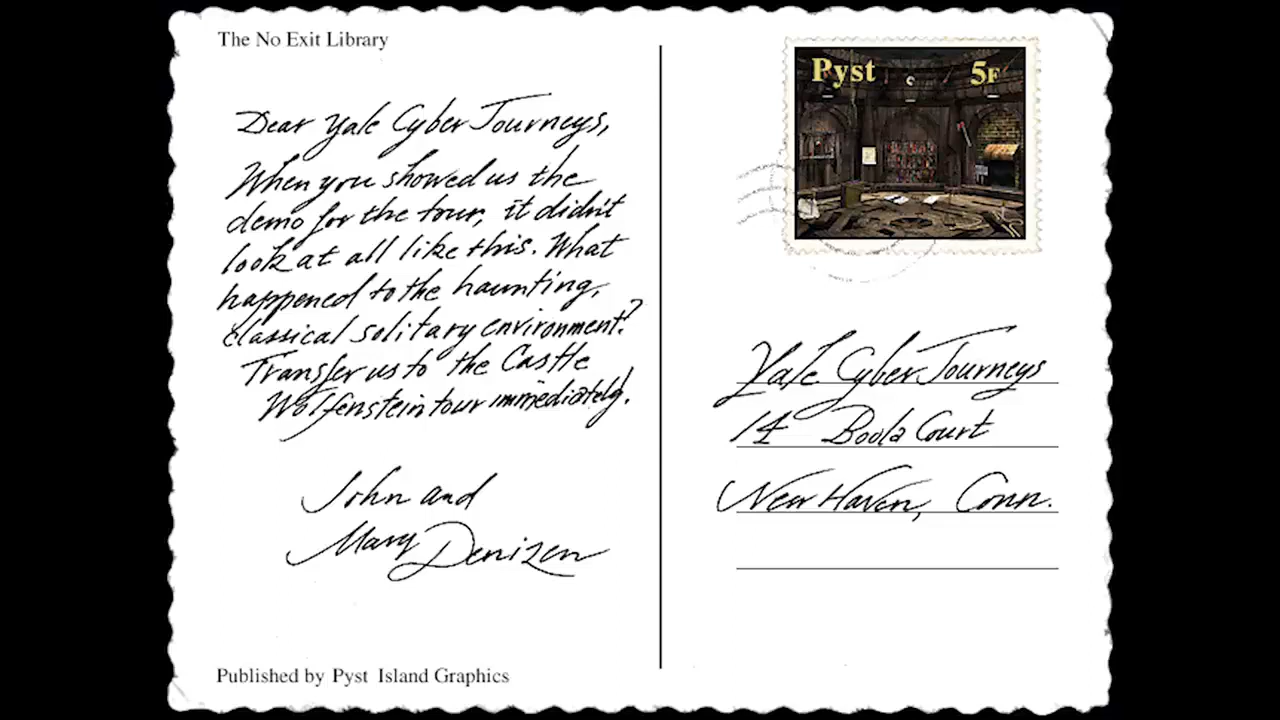 The No Exit Library
Dear Yale Cyber Journeys,
When you showed us the
demo for the tour, it didn't
look at all like this. What
happened to the haunting,
classical solitary environment?
Transfer us to the Castle
Wolfenstein tour immediately.
John and
Mary Denizen
Published by Pyst Island Graphics
Pyst 5F
Yale Cyber Journeys
14 Boola Court
New Haven, Conn.